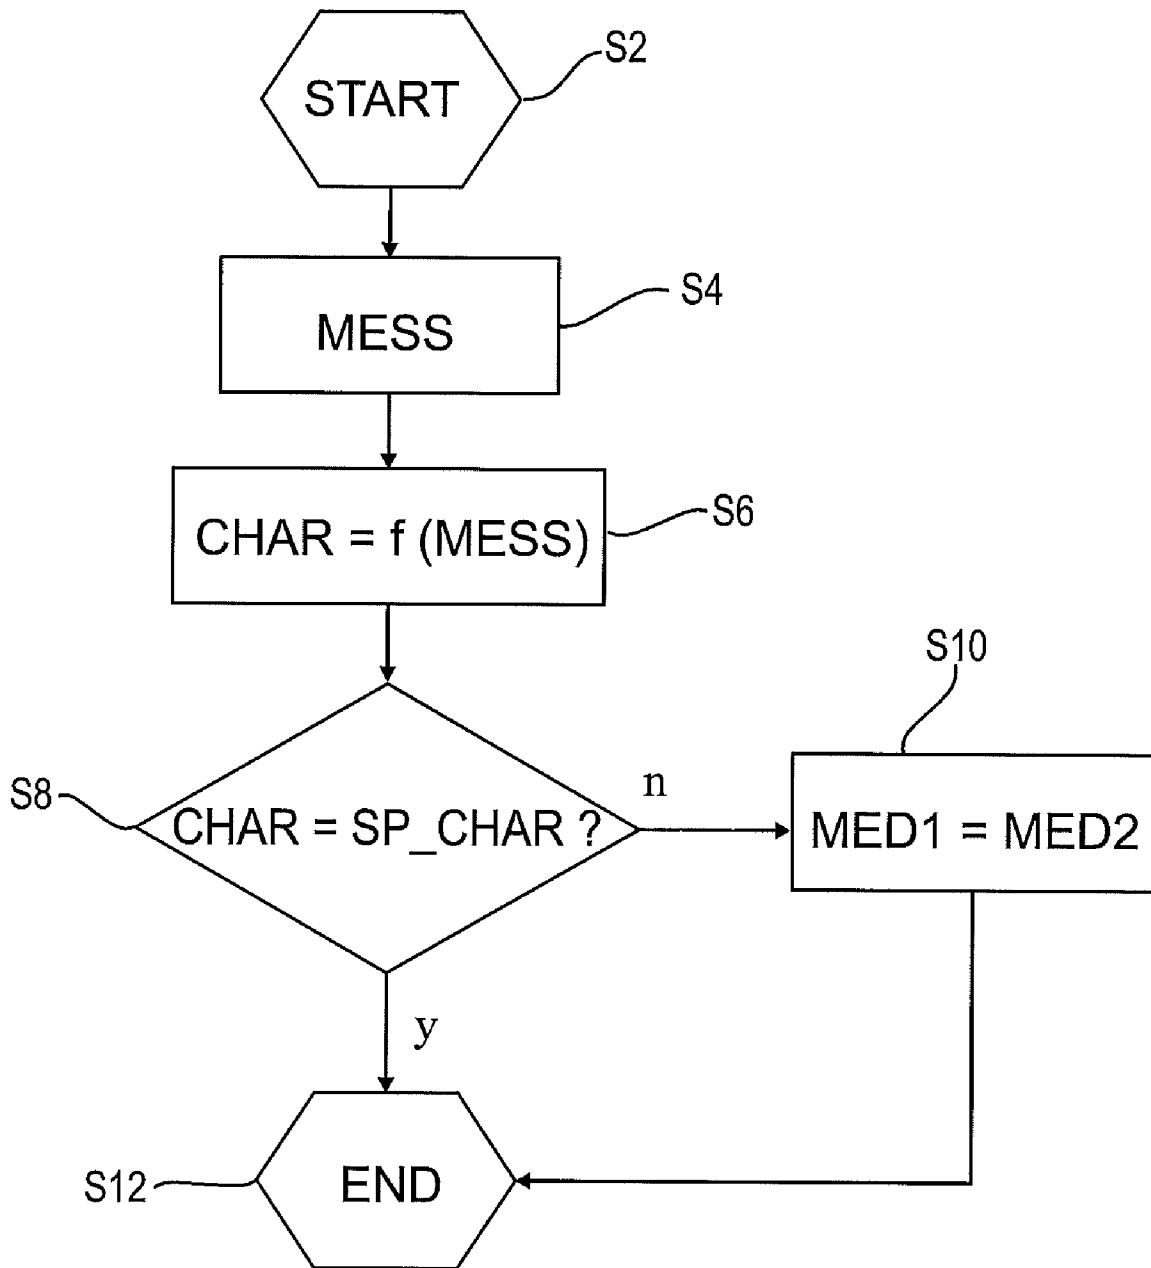 START
S2
MESS
S4
CHAR = f (MESS)
S6
S10
S8
CHAR = SP_CHAR ?
n
MED1 = MED2
y
S12
END